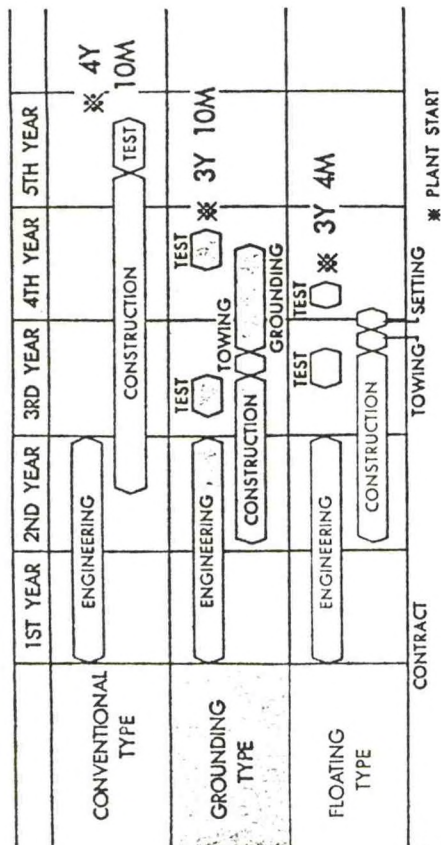 1ST YEAR 2ND YEAR 3RD YEAR 4TH YEAR 5TH YEAR
CONVENTIONAL
TYPE
ENGINEERING
CONSTRUCTION
TEST
※ 4Y
10M
GROUNDING
TYPE
ENGINEERING
TEST
TEST
※ 3Y 10M
CONSTRUCTION
TOWING
GROUNDING
FLOATING
TYPE
ENGINEERING
TEST
TEST
※ 3Y 4M
CONSTRUCTION
CONTRACT
TOWING
SETTING
※ PLANT START